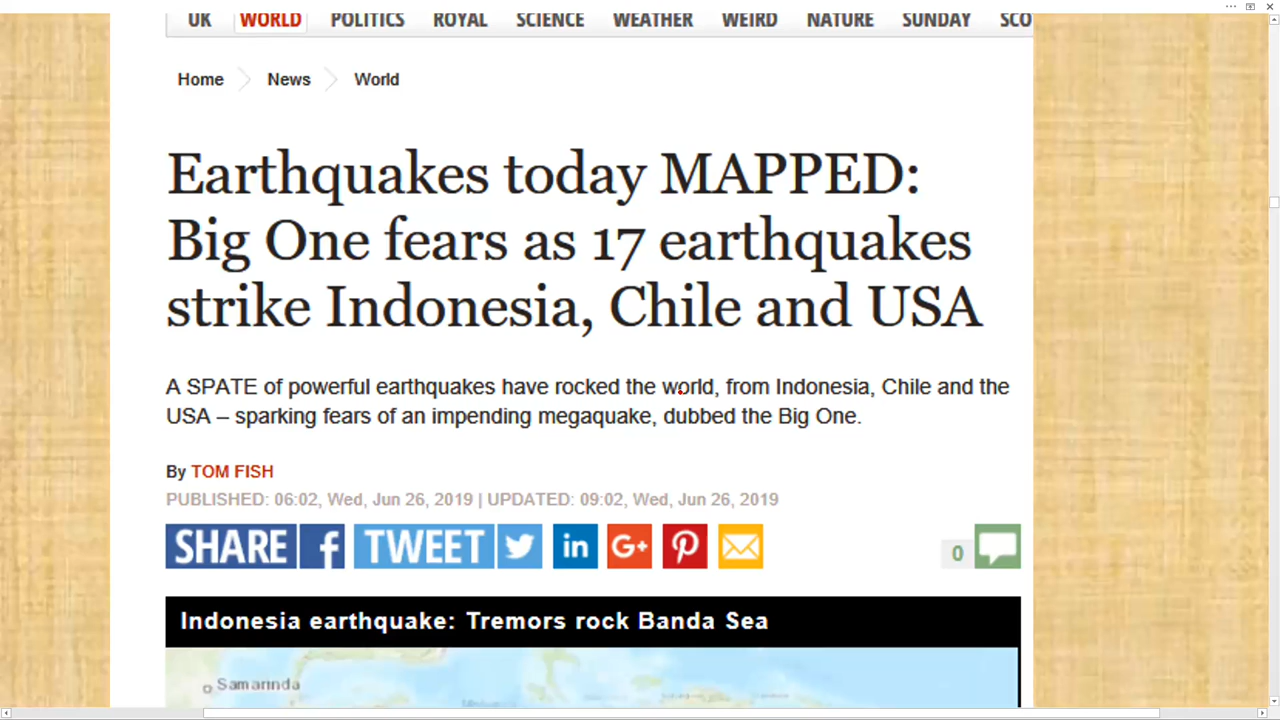 UK WORLD POLITICS ROYAL SCIENCE WEATHER WEIRD NATURE SUNDAY SCO
Home News World
Earthquakes today MAPPED:
Big One fears as 17 earthquakes
strike Indonesia, Chile and USA
A SPATE of powerful earthquakes have rocked the world, from Indonesia, Chile and the
USA – sparking fears of an impending megaquake, dubbed the Big One.
By TOM FISH
PUBLISHED: 06:02, Wed, Jun 26, 2019 | UPDATED: 09:02, Wed, Jun 26, 2019
SHARE f TWEET in G+
0
Indonesia earthquake: Tremors rock Banda Sea
Samarinda